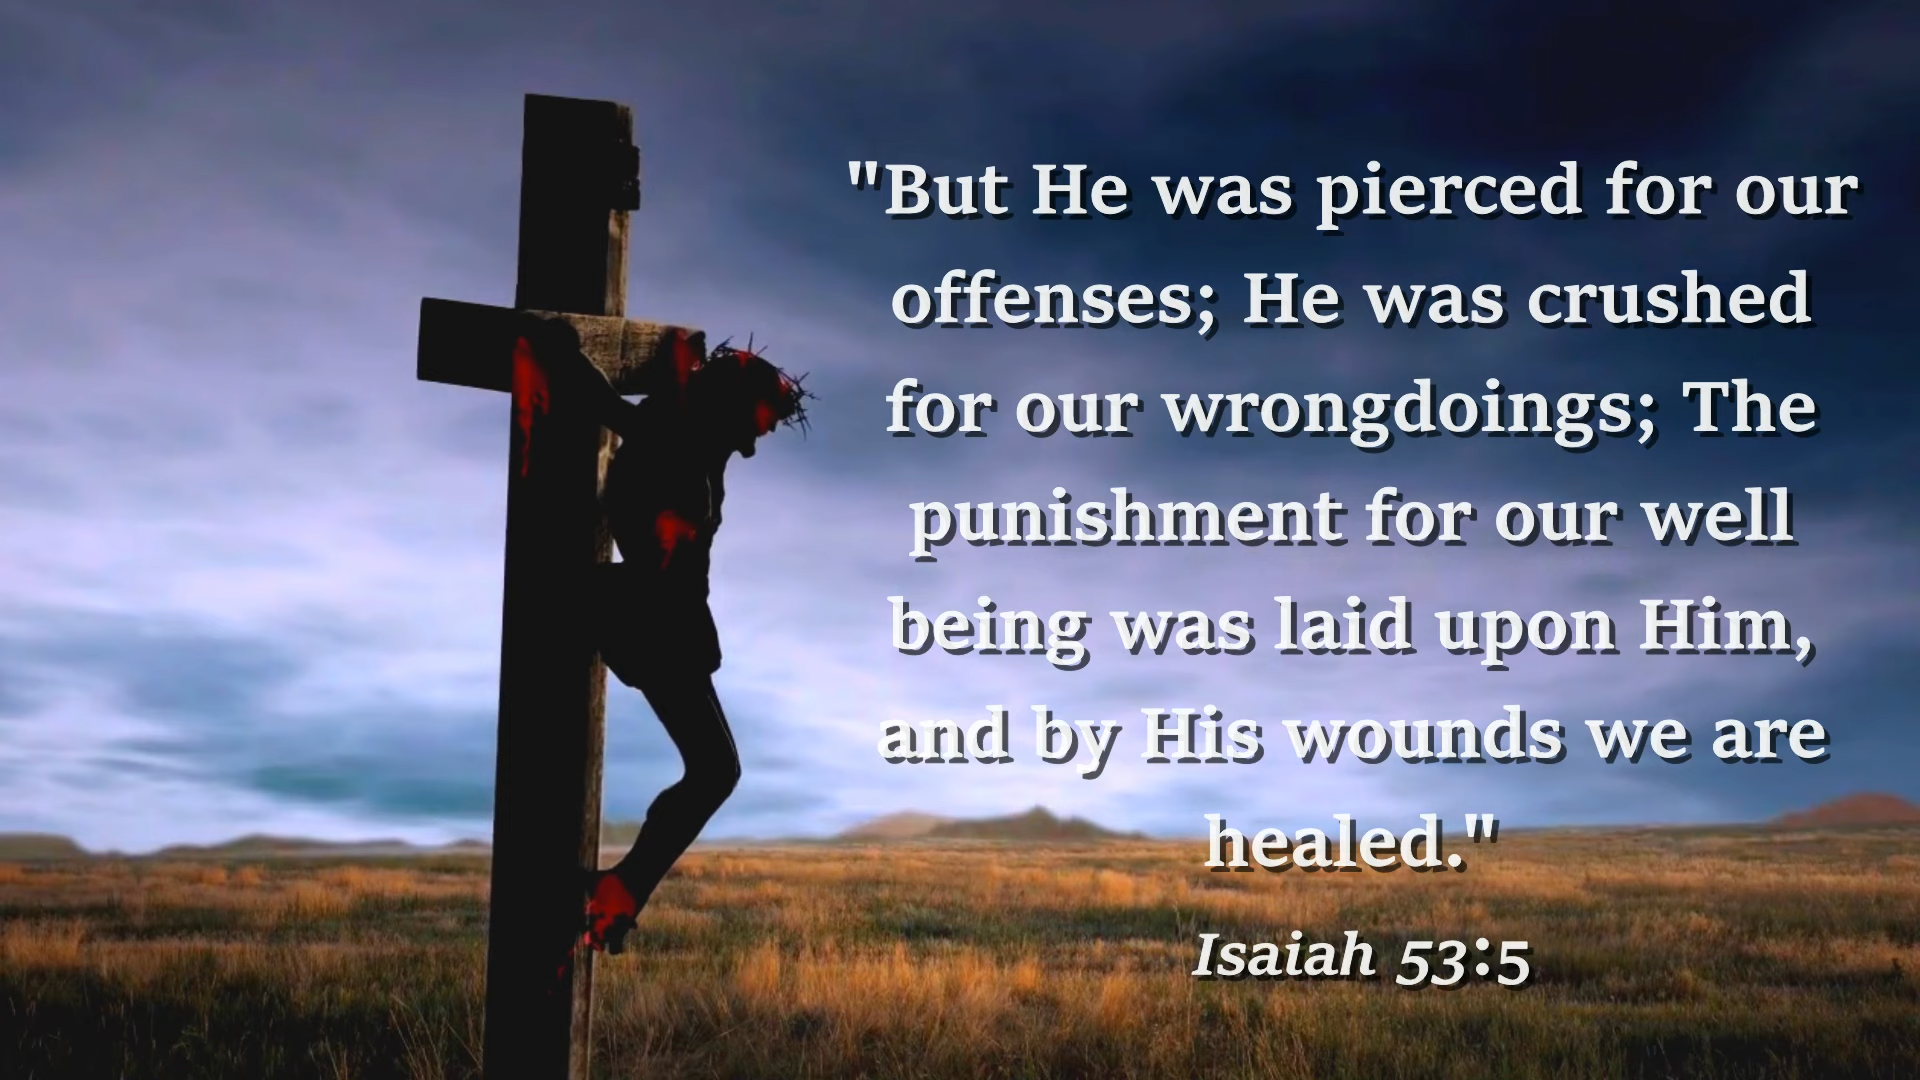 "But He was pierced for our
offenses; He was crushed
for our wrongdoings; The
punishment for our well
being was laid upon Him,
and by His wounds we are
healed."
Isaiah 53:5